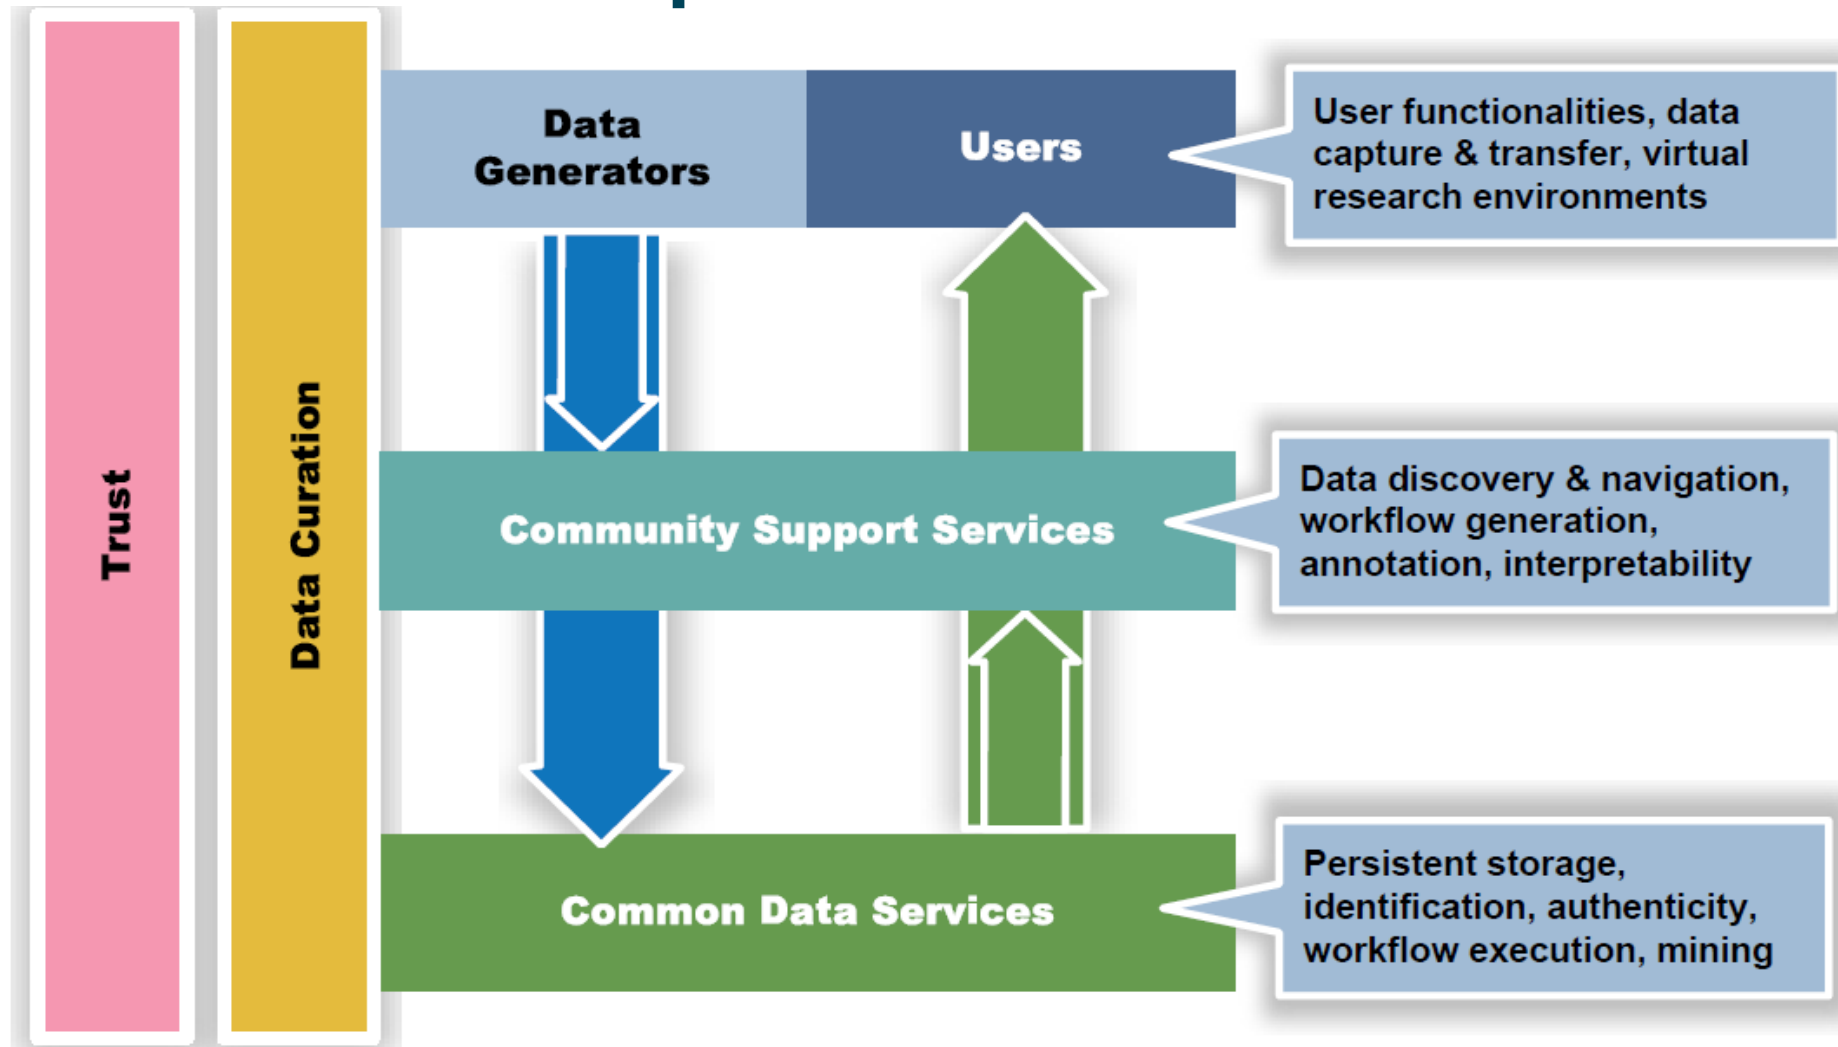 Trust
Data Curation
Data
Generators
Users
User functionalities, data
capture & transfer, virtual
research environments
Community Support Services
Data discovery & navigation,
workflow generation,
annotation, interpretability
Common Data Services
Persistent storage,
identification, authenticity,
workflow execution, mining